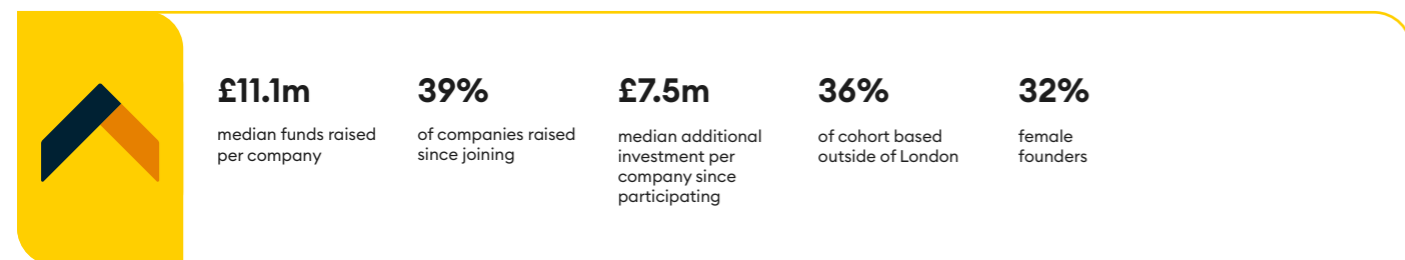 £11.1m
median funds raised
per company
39%
of companies raised
since joining
£7.5m
median additional
investment per
company since
participating
36%
of cohort based
outside of London
32%
female
founders